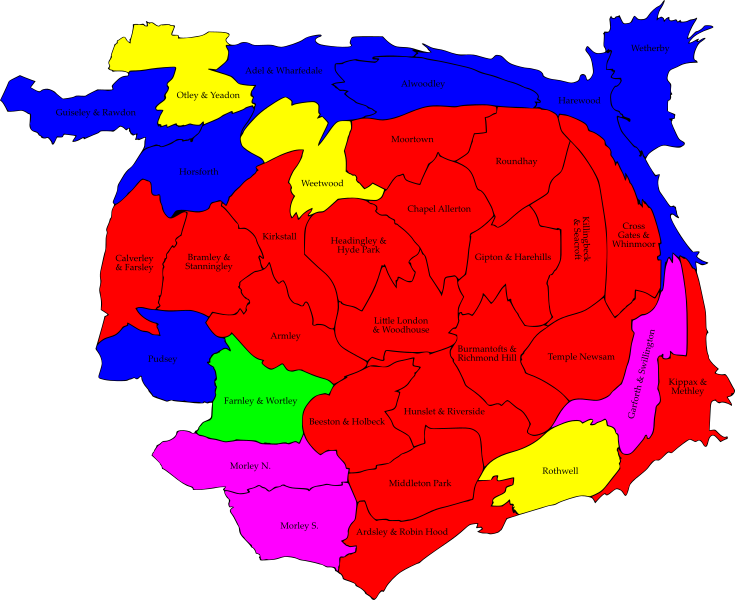 Wetherby
Adel & Wharfedale
Alwoodley
Harewood
Otley & Yeadon
Guiseley & Rawdon
Moortown
Roundhay
Horsforth
Weetwood
Chapel Allerton
Killingbeck
& Seacroft
Cross
Gates &
Whinmoor
Kirkstall
Headingley &
Hyde Park
Gipton & Harehills
Calverley
& Farsley
Bramley &
Stanningley
Little London
& Woodhouse
Armley
Burmantofts &
Richmond Hill
Temple Newsam
Garforth & Swillington
Pudsey
Kippax &
Methley
Farnley & Wortley
Beeston & Holbeck
Hunslet & Riverside
Morley N.
Rothwell
Middleton Park
Morley S.
Ardsley & Robin Hood